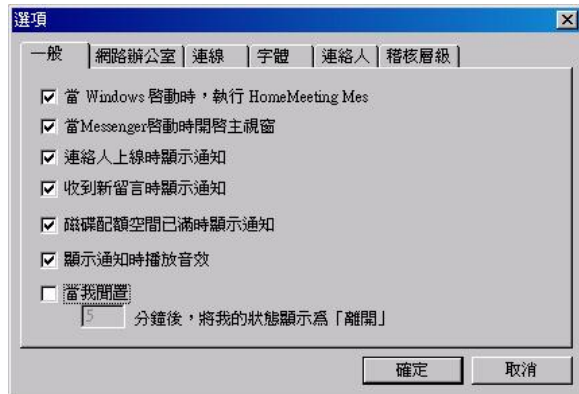 選項
一般 網路辦公室 連線 字體 連絡人 稽核層級
當 Windows 啓動時，執行 HomeMeeting Mes
當Messenger啓動時開啓主視窗
連絡人上線時顯示通知
收到新留言時顯示通知
磁碟配額空間已滿時顯示通知
顯示通知時播放音效
當我閒置
5 分鐘後，將我的狀態顯示爲「離開」
確定 取消